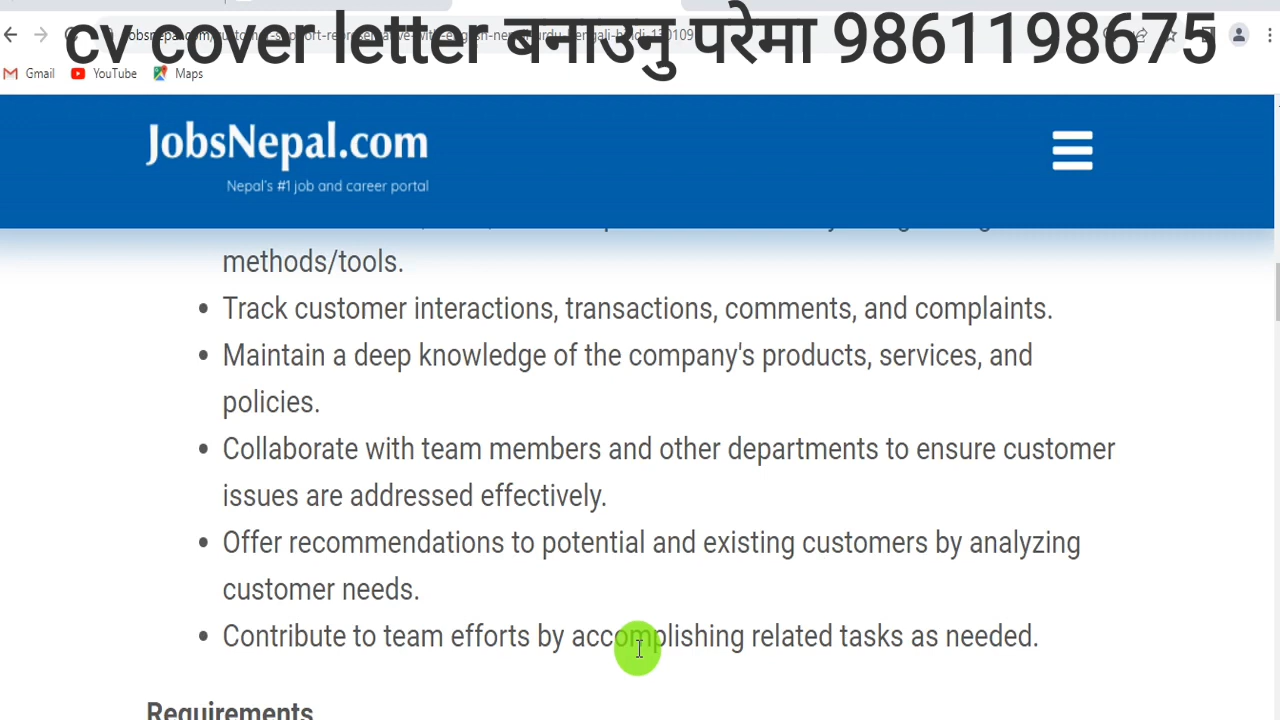 cv cover letter बनाउनु परेमा 9861198675
Gmail YouTube Maps
JobsNepal.com
Nepal's #1 job and career portal
methods/tools.
• Track customer interactions, transactions, comments, and complaints.
• Maintain a deep knowledge of the company's products, services, and
policies.
• Collaborate with team members and other departments to ensure customer
issues are addressed effectively.
• Offer recommendations to potential and existing customers by analyzing
customer needs.
• Contribute to team efforts by accomplishing related tasks as needed.
Requirements